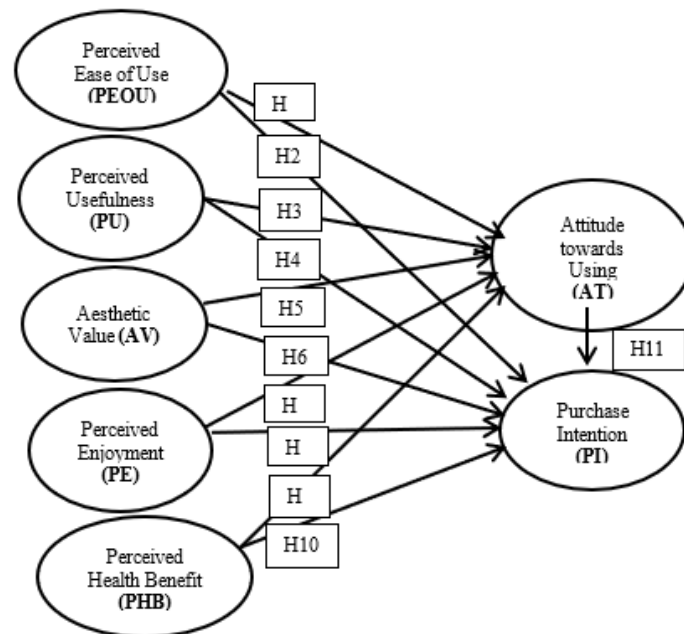 Perceived
Ease of Use
(PEOU)
Perceived
Usefulness
(PU)
Aesthetic
Value (AV)
Perceived
Enjoyment
(PE)
Perceived
Health Benefit
(PHB)
H
H2
H3
H4
H5
H6
H
H
H
H10
Attitude
towards
Using
(AT)
H11
Purchase
Intention
(PI)